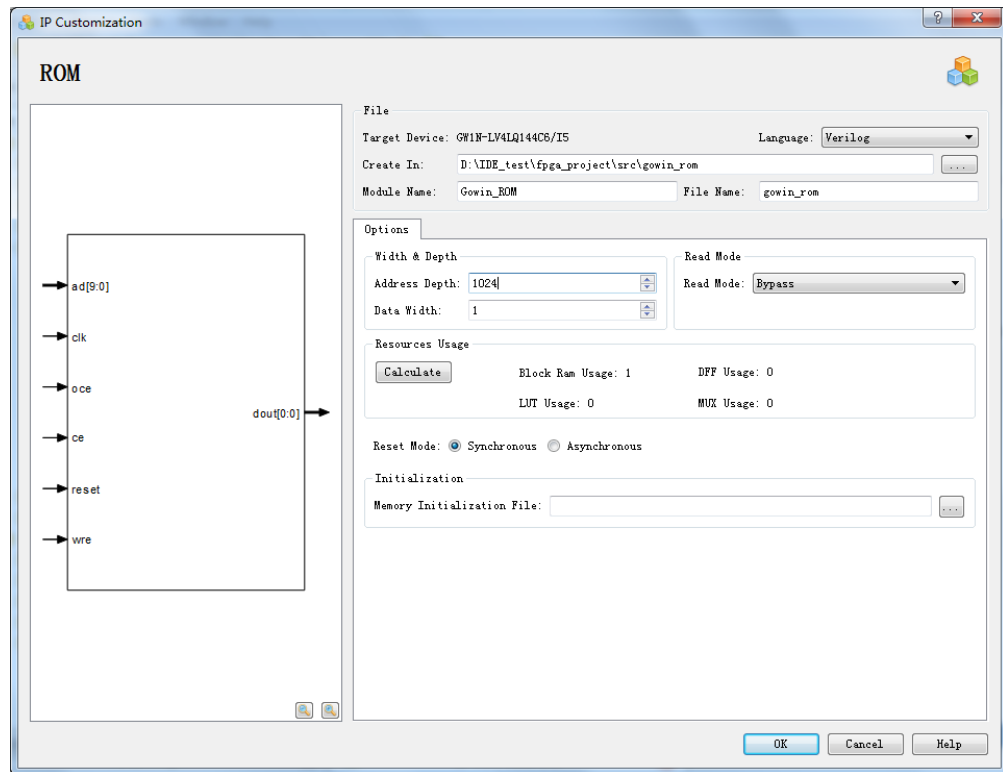 IP Customization
ROM
ad[9:0]
clk
oce
dout[0:0]
ce
reset
wre
File
Target Device: GW1N-LV4LQ144C6/I5 Language: Verilog
Create In: D:\IDE_test\fpga_project\src\gowin_rom ...
Module Name: Gowin_ROM File Name: gowin_rom
Options
Width & Depth
Address Depth: 1024
Data Width: 1
Read Mode
Read Mode: Bypass
Resources Usage
Calculate Block Ram Usage: 1 DFF Usage: 0
LUT Usage: 0 MUX Usage: 0
Reset Mode: Synchronous Asynchronous
Initialization
Memory Initialization File: ...
OK Cancel Help